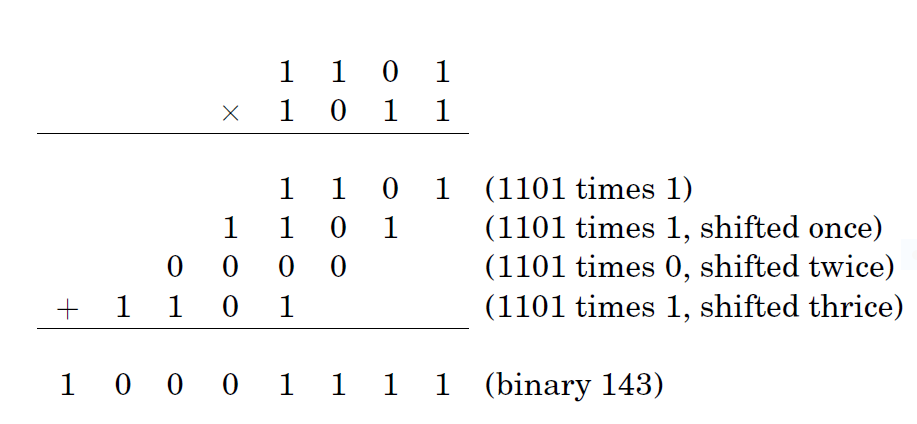 1 1 0 1
× 1 0 1 1
1 1 0 1 (1101 times 1)
1 1 0 1 (1101 times 1, shifted once)
0 0 0 0 (1101 times 0, shifted twice)
+ 1 1 0 1 (1101 times 1, shifted thrice)
1 0 0 0 1 1 1 1 (binary 143)